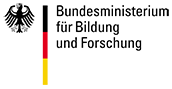 Bundesministerium
für Bildung
und Forschung